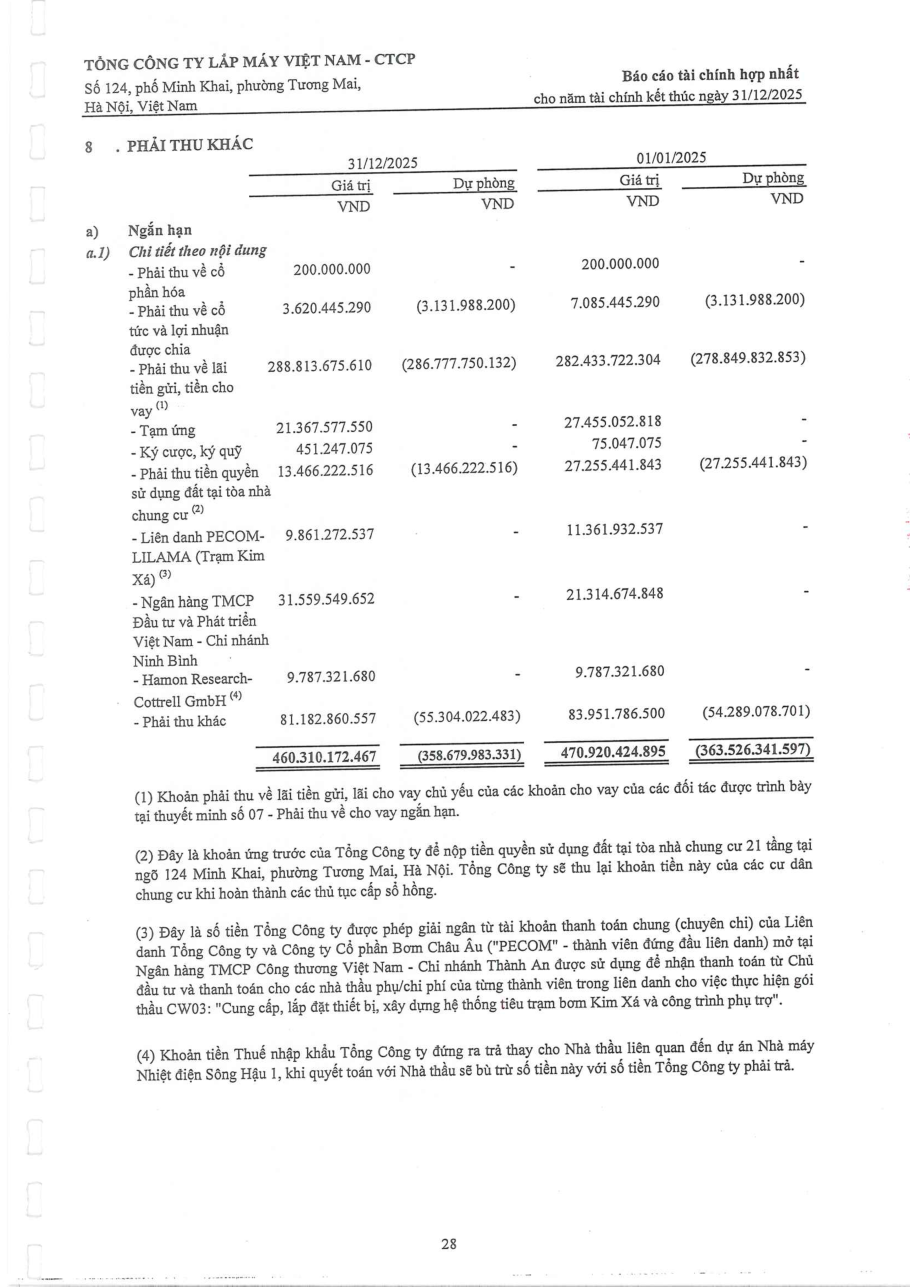 TỔNG CÔNG TY LẮP MÁY VIỆT NAM - CTCP
Số 124, phố Minh Khai, phường Tương Mai,
Hà Nội, Việt Nam
Báo cáo tài chính hợp nhất
cho năm tài chính kết thúc ngày 31/12/2025
8 . PHẢI THU KHÁC
31/12/2025 01/01/2025
Giá trị Dự phòng Giá trị Dự phòng
VND VND VND VND
a) Ngắn hạn
a.1) Chi tiết theo nội dung
- Phải thu về cổ 200.000.000 - 200.000.000 -
phần hóa
- Phải thu về cổ 3.620.445.290 (3.131.988.200) 7.085.445.290 (3.131.988.200)
tức và lợi nhuận
được chia
- Phải thu về lãi 288.813.675.610 (286.777.750.132) 282.433.722.304 (278.849.832.853)
tiền gửi, tiền cho
vay (1)
- Tạm ứng 21.367.577.550 - 27.455.052.818 -
- Ký cược, ký quỹ 451.247.075 - 75.047.075 -
- Phải thu tiền quyền 13.466.222.516 (13.466.222.516) 27.255.441.843 (27.255.441.843)
sử dụng đất tại tòa nhà
chung cư (2)
- Liên danh PECOM- 9.861.272.537 - 11.361.932.537 -
LILAMA (Trạm Kim
Xá) (3)
- Ngân hàng TMCP 31.559.549.652 - 21.314.674.848 -
Đầu tư và Phát triển
Việt Nam - Chi nhánh
Ninh Bình
- Hamon Research- 9.787.321.680 - 9.787.321.680 -
Cottrell GmbH (4)
- Phải thu khác 81.182.860.557 (55.304.022.483) 83.951.786.500 (54.289.078.701)
460.310.172.467 (358.679.983.331) 470.920.424.895 (363.526.341.597)
(1) Khoản phải thu về lãi tiền gửi, lãi cho vay chủ yếu của các khoản cho vay của các đối tác được trình bày
tại thuyết minh số 07 - Phải thu về cho vay ngắn hạn.
(2) Đây là khoản ứng trước của Tổng Công ty để nộp tiền quyền sử dụng đất tại tòa nhà chung cư 21 tầng tại
ngõ 124 Minh Khai, phường Tương Mai, Hà Nội. Tổng Công ty sẽ thu lại khoản tiền này của các cư dân
chung cư khi hoàn thành các thủ tục cấp sổ hồng.
(3) Đây là số tiền Tổng Công ty được phép giải ngân từ tài khoản thanh toán chung (chuyên chi) của Liên
danh Tổng Công ty và Công ty Cổ phần Bơm Châu Âu ("PECOM" - thành viên đứng đầu liên danh) mở tại
Ngân hàng TMCP Công thương Việt Nam - Chi nhánh Thành An được sử dụng để nhận thanh toán từ Chủ
đầu tư và thanh toán cho các nhà thầu phụ/chi phí của từng thành viên trong liên danh cho việc thực hiện gói
thầu CW03: "Cung cấp, lắp đặt thiết bị, xây dựng hệ thống tiêu trạm bơm Kim Xá và công trình phụ trợ".
(4) Khoản tiền Thuế nhập khẩu Tổng Công ty đứng ra trả thay cho Nhà thầu liên quan đến dự án Nhà máy
Nhiệt điện Sông Hậu 1, khi quyết toán với Nhà thầu sẽ bù trừ số tiền này với số tiền Tổng Công ty phải trả.
28